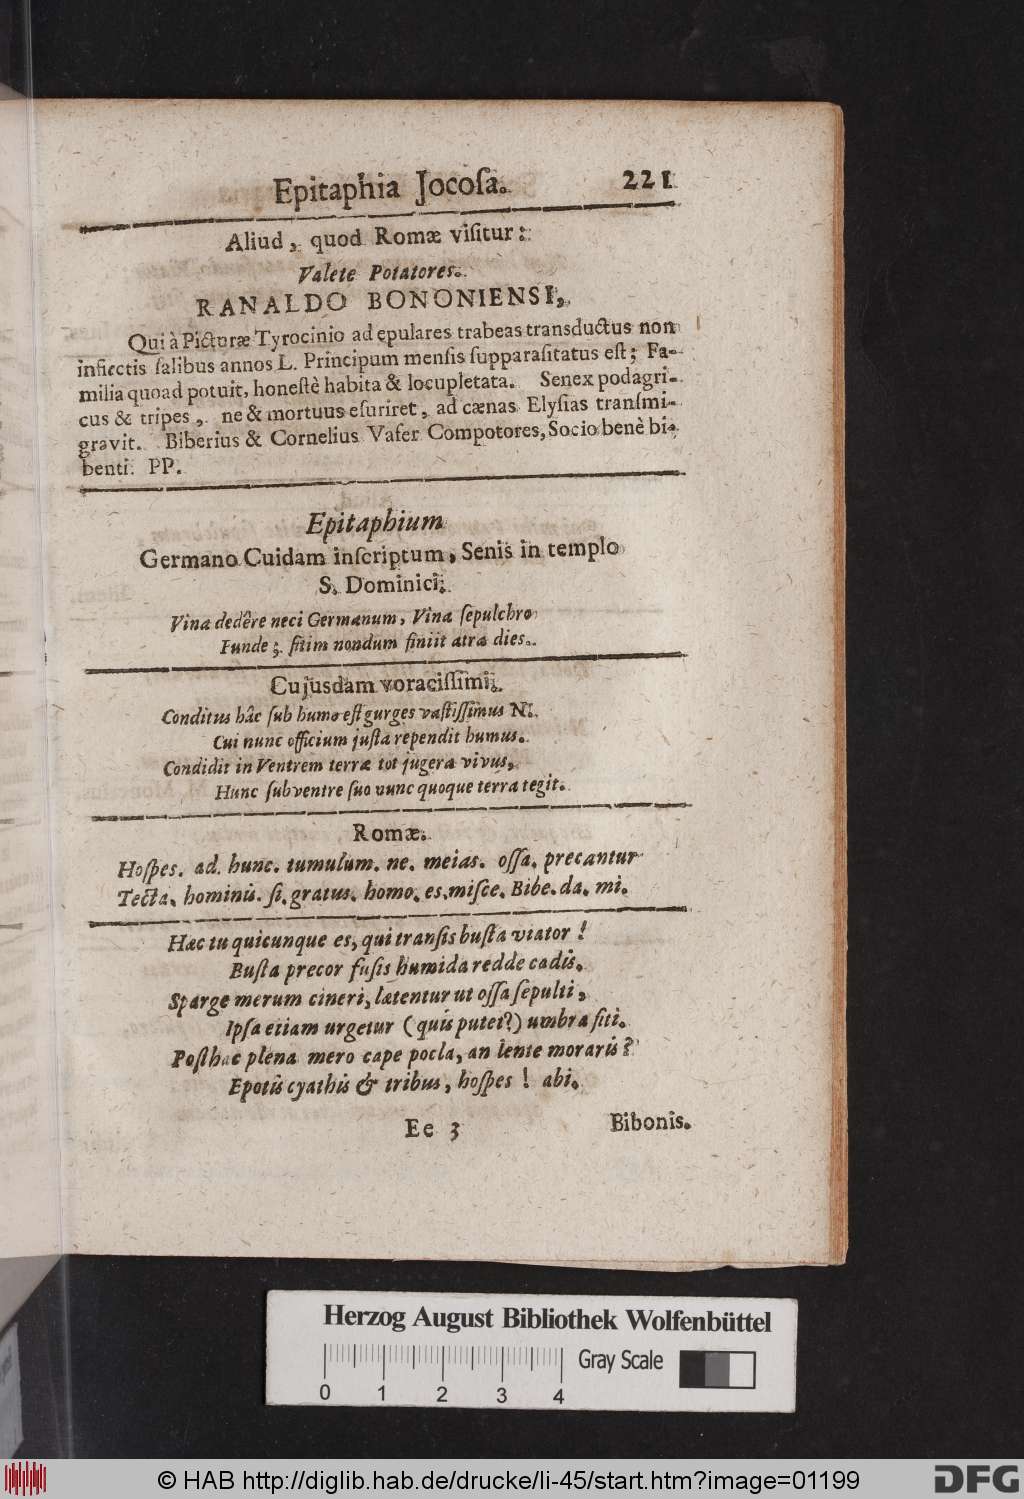 Epitaphia Jocoſa. 221
Aliud, quod Romæ viſitur:
Valete Potatores.
RANALDO BONONIENSI,
Qui à Picturæ Tyrocinio ad epulares trabeas transductus non
inficetis ſalibus annos L. Principum menſis ſupparaſitatus eſt; Fa-
milia quoad potuit, honeſtè habita & locupletata. Senex podagri-
cus & tripes, ne & mortuus eſuriret, ad cænas Elyſias tranſmi-
gravit. Biberius & Cornelius Vafer Compotores, Socio benè bi-
benti. PP.
Epitaphium
Germano Cuidam inſcriptum, Senis in templo
S. Dominici.
Vina dedêre neci Germanum, Vina ſepulchro
Funde; ſitim nondum finiit atra dies.
Cujusdam voraciſſimi.
Conditus hâc ſub humo eſt gurges vaſtiſſimus N.
Cui nunc officium juſta rependit humus.
Condidit in Ventrem terræ tot jugera vivus,
Hunc ſub ventre ſuo nunc quoque terra tegit.
Romæ.
Hoſpes. ad. hunc. tumulum. ne. meias. oſſa. precantur
Tecta. hominis. ſi. gratus. homo. es. miſce. Bibe. da. mi.
Hæc tu quicunque es, qui tranſis buſta viator!
Buſta precor fuſis humida redde cadis.
Sparge merum cineri, lætentur ut oſſa ſepulti,
Ipſa etiam urgetur (quis putet?) umbra ſiti.
Poſthac plena mero cape pocla, an lente moraris?
Epotis cyathis & tribus, hoſpes! abi.
Ee 3 Bibonis.
Herzog August Bibliothek Wolfenbüttel
Gray Scale
0 1 2 3 4
© HAB http://diglib.hab.de/drucke/li-45/start.htm?image=01199
DFG